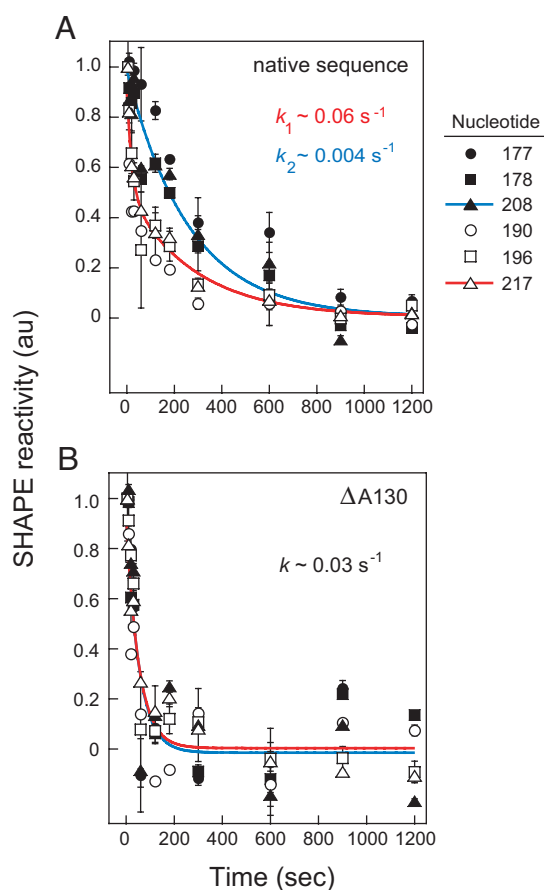 A
native sequence
k₁ ~ 0.06 s⁻¹
k₂ ~ 0.004 s⁻¹
1.0
0.8
0.6
0.4
0.2
0
0 200 400 600 800 1000 1200
Nucleotide
177
178
208
190
196
217
SHAPE reactivity (au)
B
ΔA130
k ~ 0.03 s⁻¹
1.0
0.8
0.6
0.4
0.2
0
0 200 400 600 800 1000 1200
Time (sec)